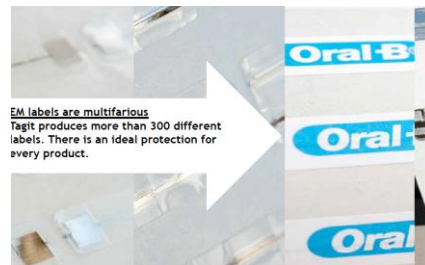 EM labels are multifarious
Tagit produces more than 300 different
labels. There is an ideal protection for
every product.
Oral-B
Oral-
Oral